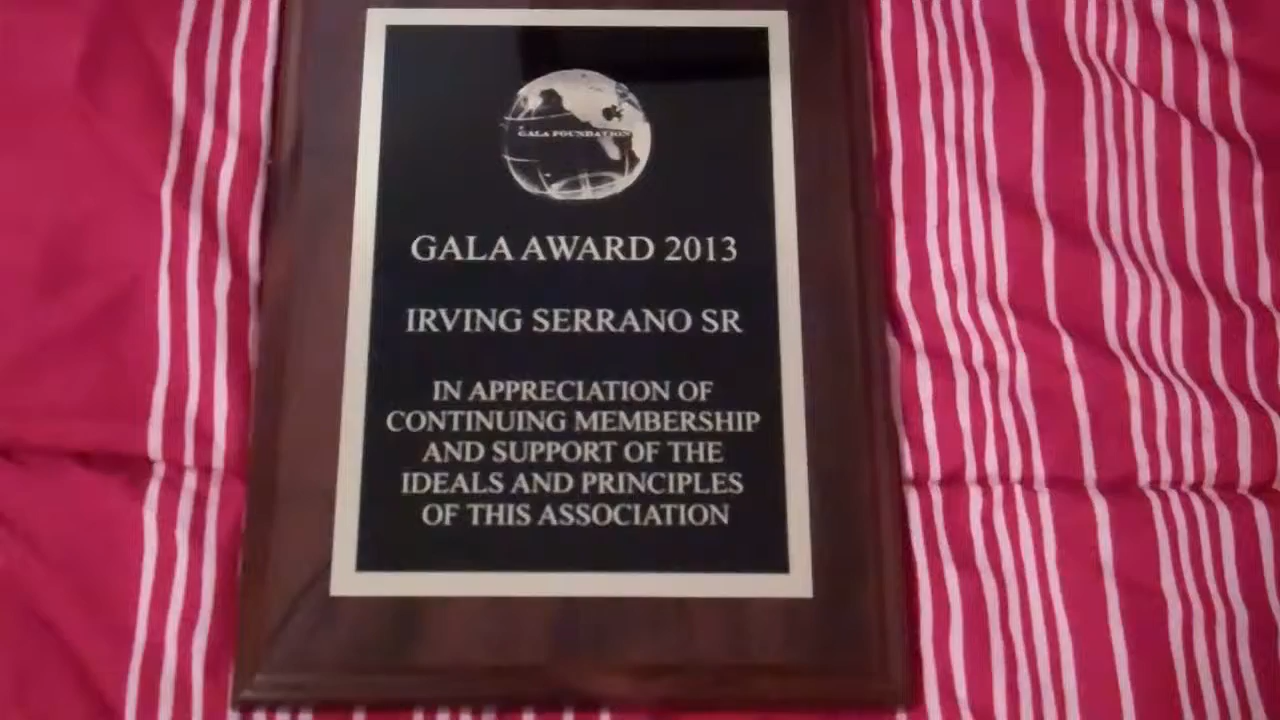 GALA FOUNDATION
GALA AWARD 2013
IRVING SERRANO SR
IN APPRECIATION OF
CONTINUING MEMBERSHIP
AND SUPPORT OF THE
IDEALS AND PRINCIPLES
OF THIS ASSOCIATION